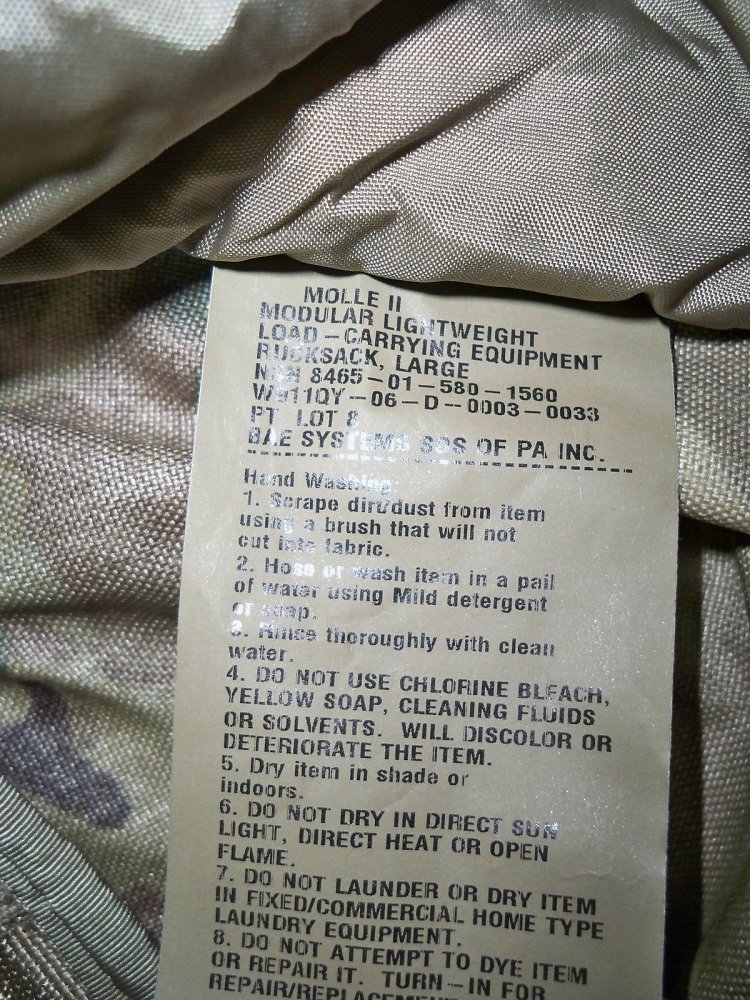 MOLLE II
MODULAR LIGHTWEIGHT
LOAD-CARRYING EQUIPMENT
RUCKSACK, LARGE
NSN 8465-01-580-1560
W911QY-06-D-0003-0033
PT LOT 8
BAE SYSTEMS SDS OF PA INC.
Hand Washing:
1. Scrape dirt/dust from item
using a brush that will not
cut into fabric.
2. Hose or wash item in a pail
of water using Mild detergent
or soap.
3. Rince thoroughly with clean
water.
4. DO NOT USE CHLORINE BLEACH,
YELLOW SOAP, CLEANING FLUIDS
OR SOLVENTS. WILL DISCOLOR OR
DETERIORATE THE ITEM.
5. Dry item in shade or
indoors.
6. DO NOT DRY IN DIRECT SUN
LIGHT, DIRECT HEAT OR OPEN
FLAME.
7. DO NOT LAUNDER OR DRY ITEM
IN FIXED/COMMERCIAL HOME TYPE
LAUNDRY EQUIPMENT.
8. DO NOT ATTEMPT TO DYE ITEM
OR REPAIR IT. TURN-IN FOR
REPAIR/REPLACEMENT